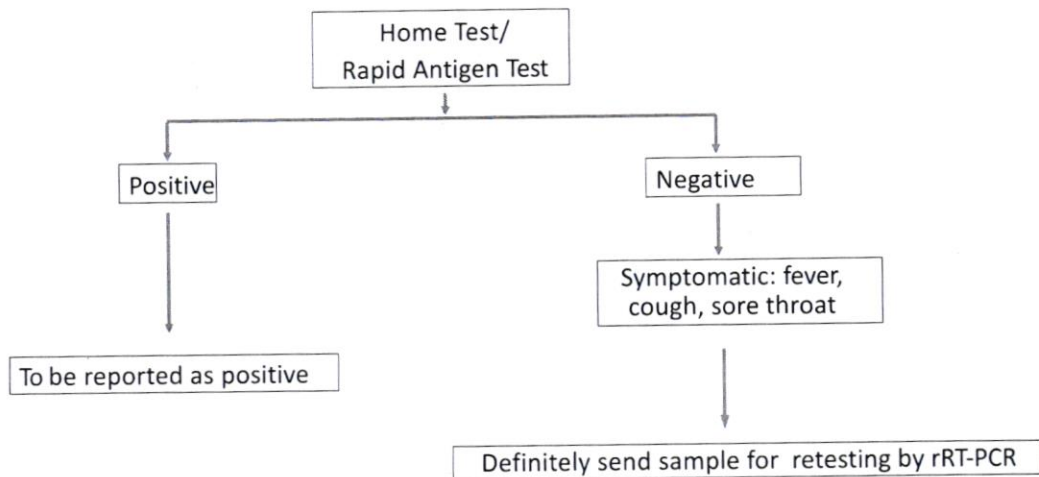 Home Test/
Rapid Antigen Test
Positive
Negative
Symptomatic: fever,
cough, sore throat
To be reported as positive
Definitely send sample for retesting by rRT-PCR